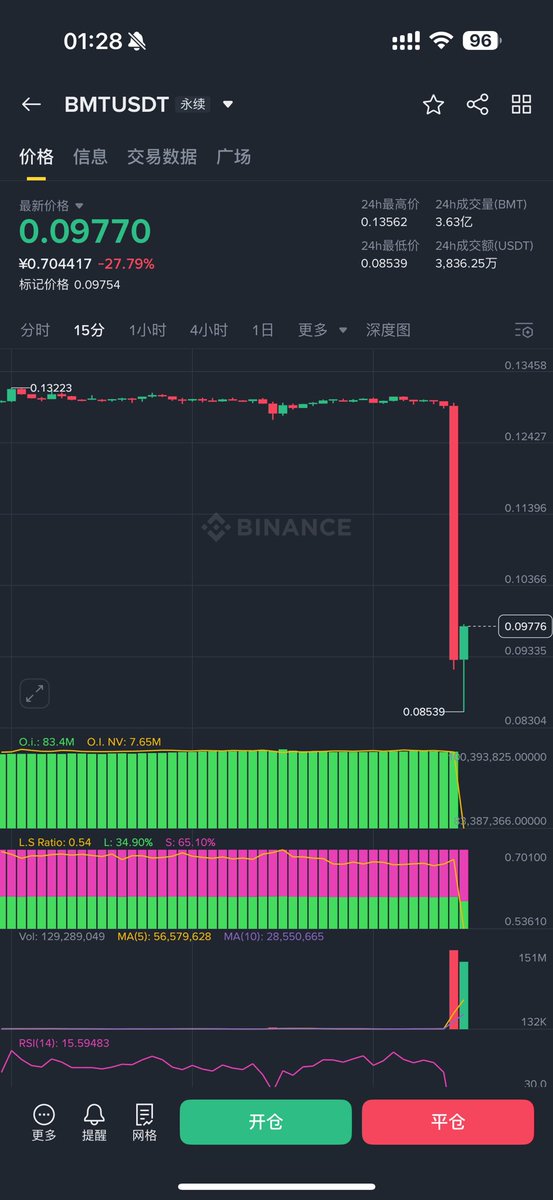 01:28
96
BMTUSDT 永续
价格 信息 交易数据 广场
最新价格
0.09770
¥0.704417 -27.79%
标记价格 0.09754
24h最高价 24h成交量(BMT)
0.13562 3.63亿
24h最低价 24h成交额(USDT)
0.08539 3,836.25万
分时 15分 1小时 4小时 1日 更多 深度图
0.13458
0.13223
0.12427
0.11396
BINANCE
0.10366
0.09776
0.09335
0.08539
0.08304
O.i.: 83.4M O.I. NV: 7.65M
00,393,825.00000
83,387,366.00000
L.S Ratio: 0.54 L: 34.90% S: 65.10%
0.70100
0.53610
Vol: 129,289,049 MA(5): 56,579,628 MA(10): 28,550,665
151M
132K
RSI(14): 15.59483
30.0
更多 提醒 网格 开仓 平仓